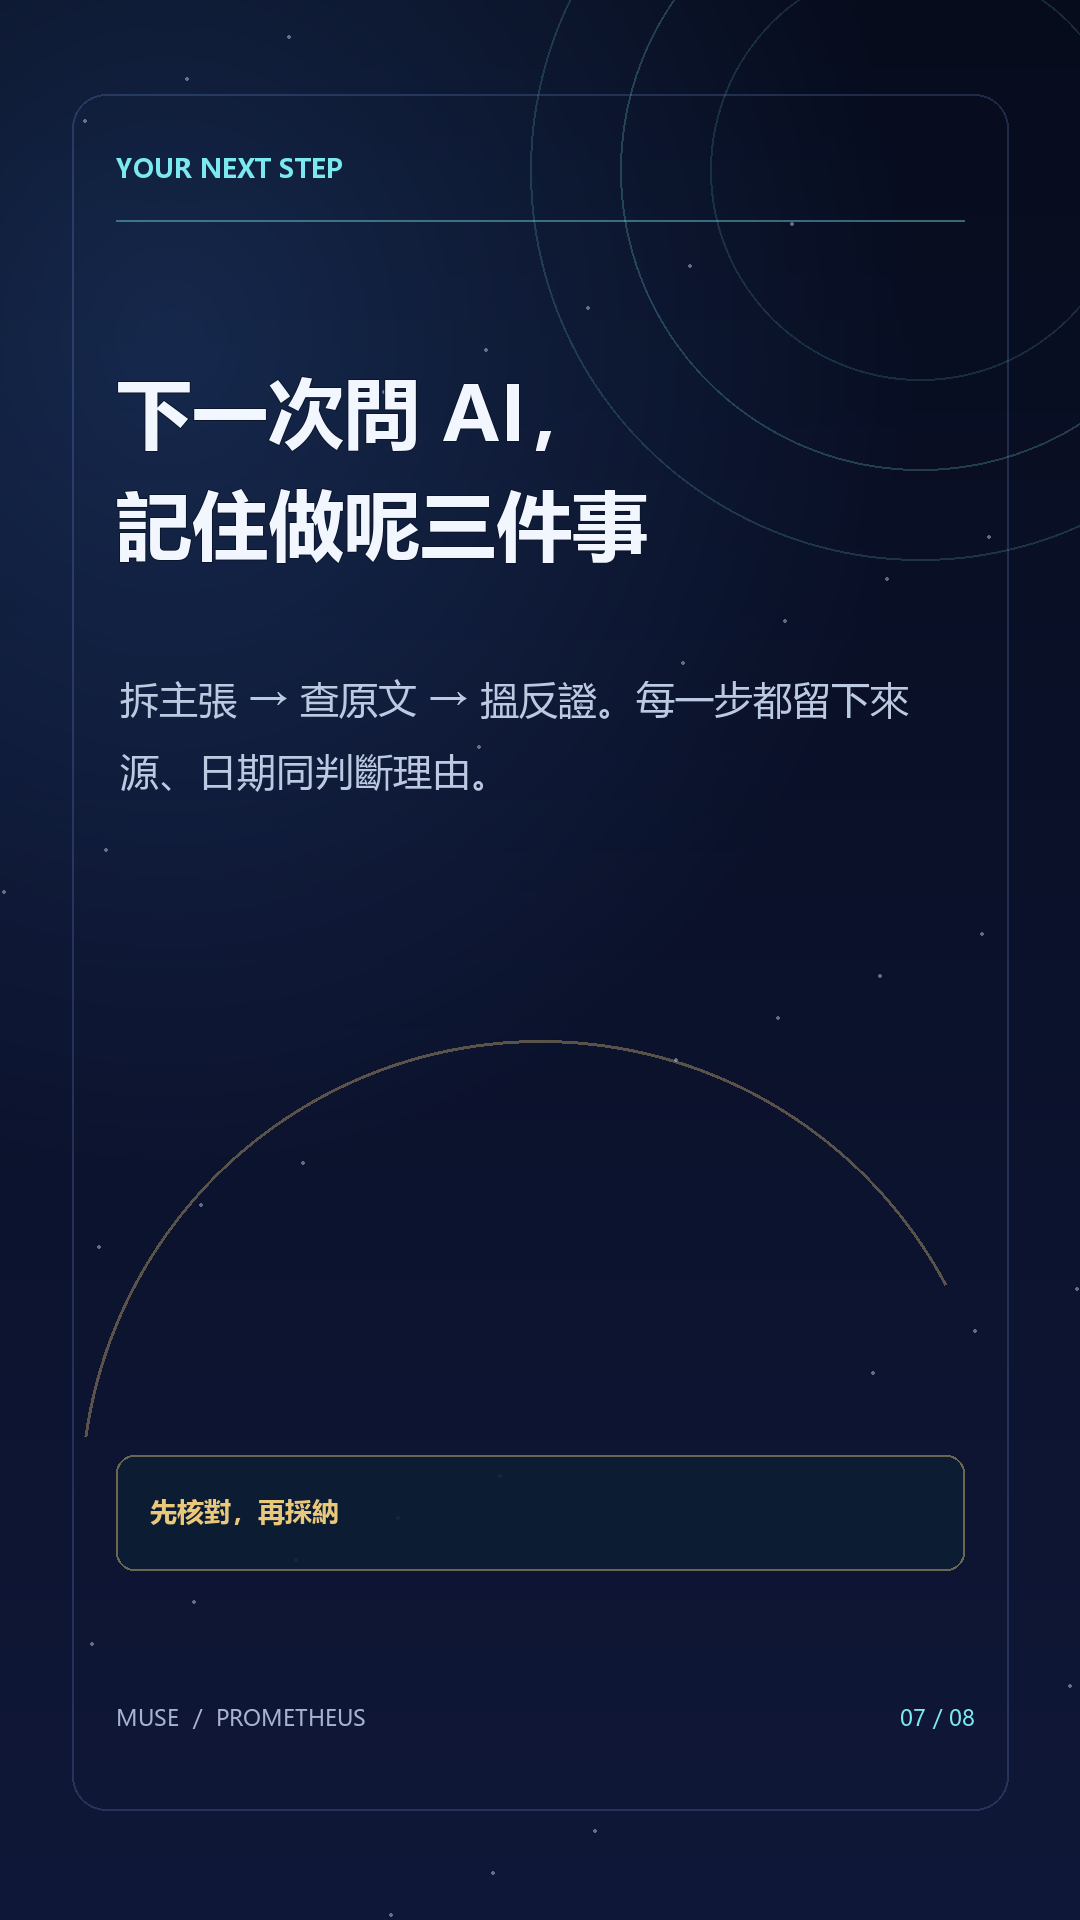 YOUR NEXT STEP
下一次問 AI，
記住做呢三件事
拆主張 → 查原文 → 搵反證。每一步都留下來
源、日期同判斷理由。
先核對，再採納
MUSE / PROMETHEUS
07 / 08